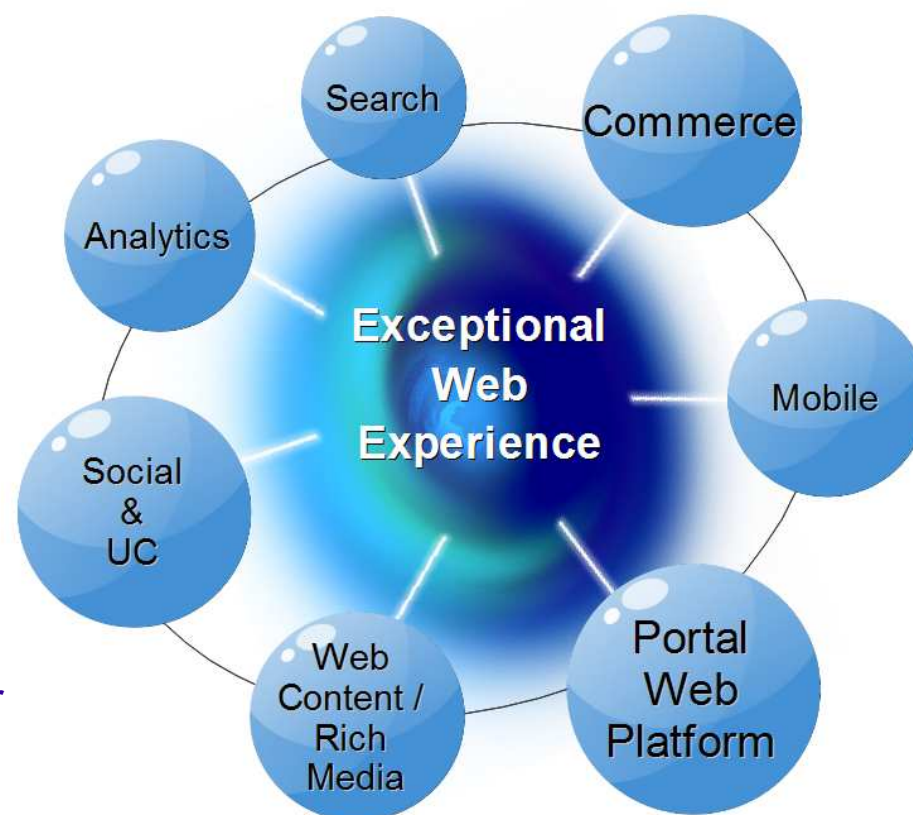 Search
Commerce
Analytics
Exceptional
Web
Experience
Mobile
Social
&
UC
Portal
Web
Platform
Web
Content /
Rich
Media